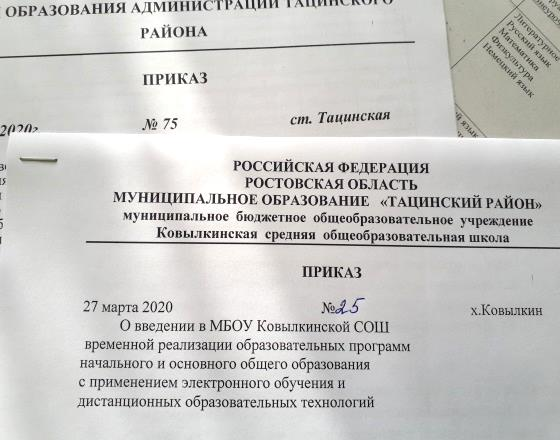 ОБРАЗОВАНИЯ АДМИНИСТРАЦИИ ТАЦИНСКОГО
РАЙОНА
ПРИКАЗ
2020г № 75 ст. Тацинская
Литературное
Русский язык
Математика
Физкультура
Немецкий язык
РОССИЙСКАЯ ФЕДЕРАЦИЯ
РОСТОВСКАЯ ОБЛАСТЬ
МУНИЦИПАЛЬНОЕ ОБРАЗОВАНИЕ «ТАЦИНСКИЙ РАЙОН»
муниципальное бюджетное общеобразовательное учреждение
Ковылкинская средняя общеобразовательная школа
ПРИКАЗ
27 марта 2020 №25 х.Ковылкин
О введении в МБОУ Ковылкинской СОШ
временной реализации образовательных программ
начального и основного общего образования
с применением электронного обучения и
дистанционных образовательных технологий